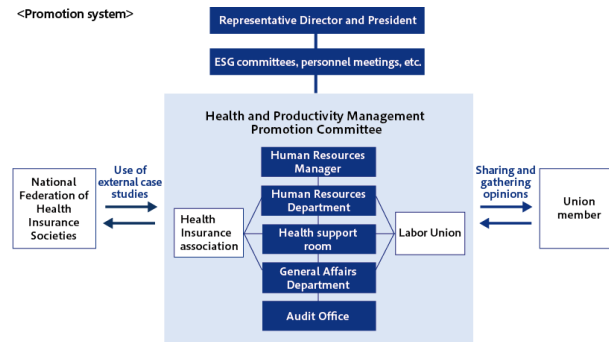 <Promotion system>
Representative Director and President
ESG committees, personnel meetings, etc.
Health and Productivity Management
Promotion Committee
Human Resources
Manager
Human Resources
Department
Health support
room
General Affairs
Department
Audit Office
Health
Insurance
association
Labor Union
National
Federation of
Health
Insurance
Societies
Use of
external case
studies
Sharing and
gathering
opinions
Union
member